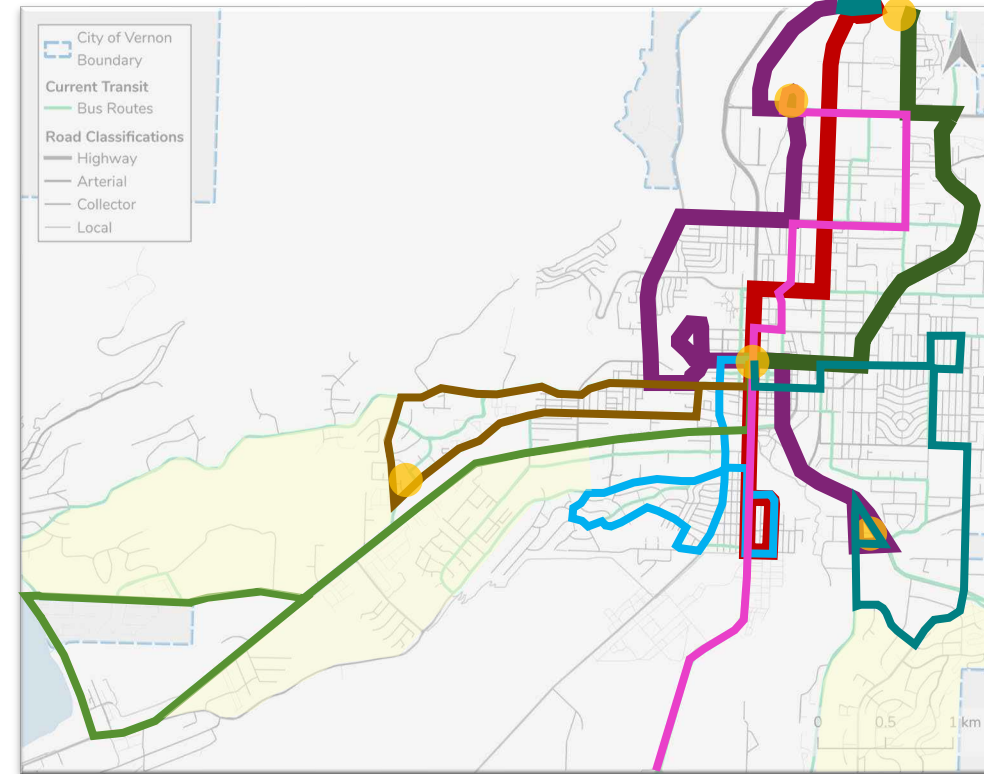 City of Vernon
Boundary
Current Transit
Bus Routes
Road Classifications
Highway
Arterial
Collector
Local
0 0.5 1 km